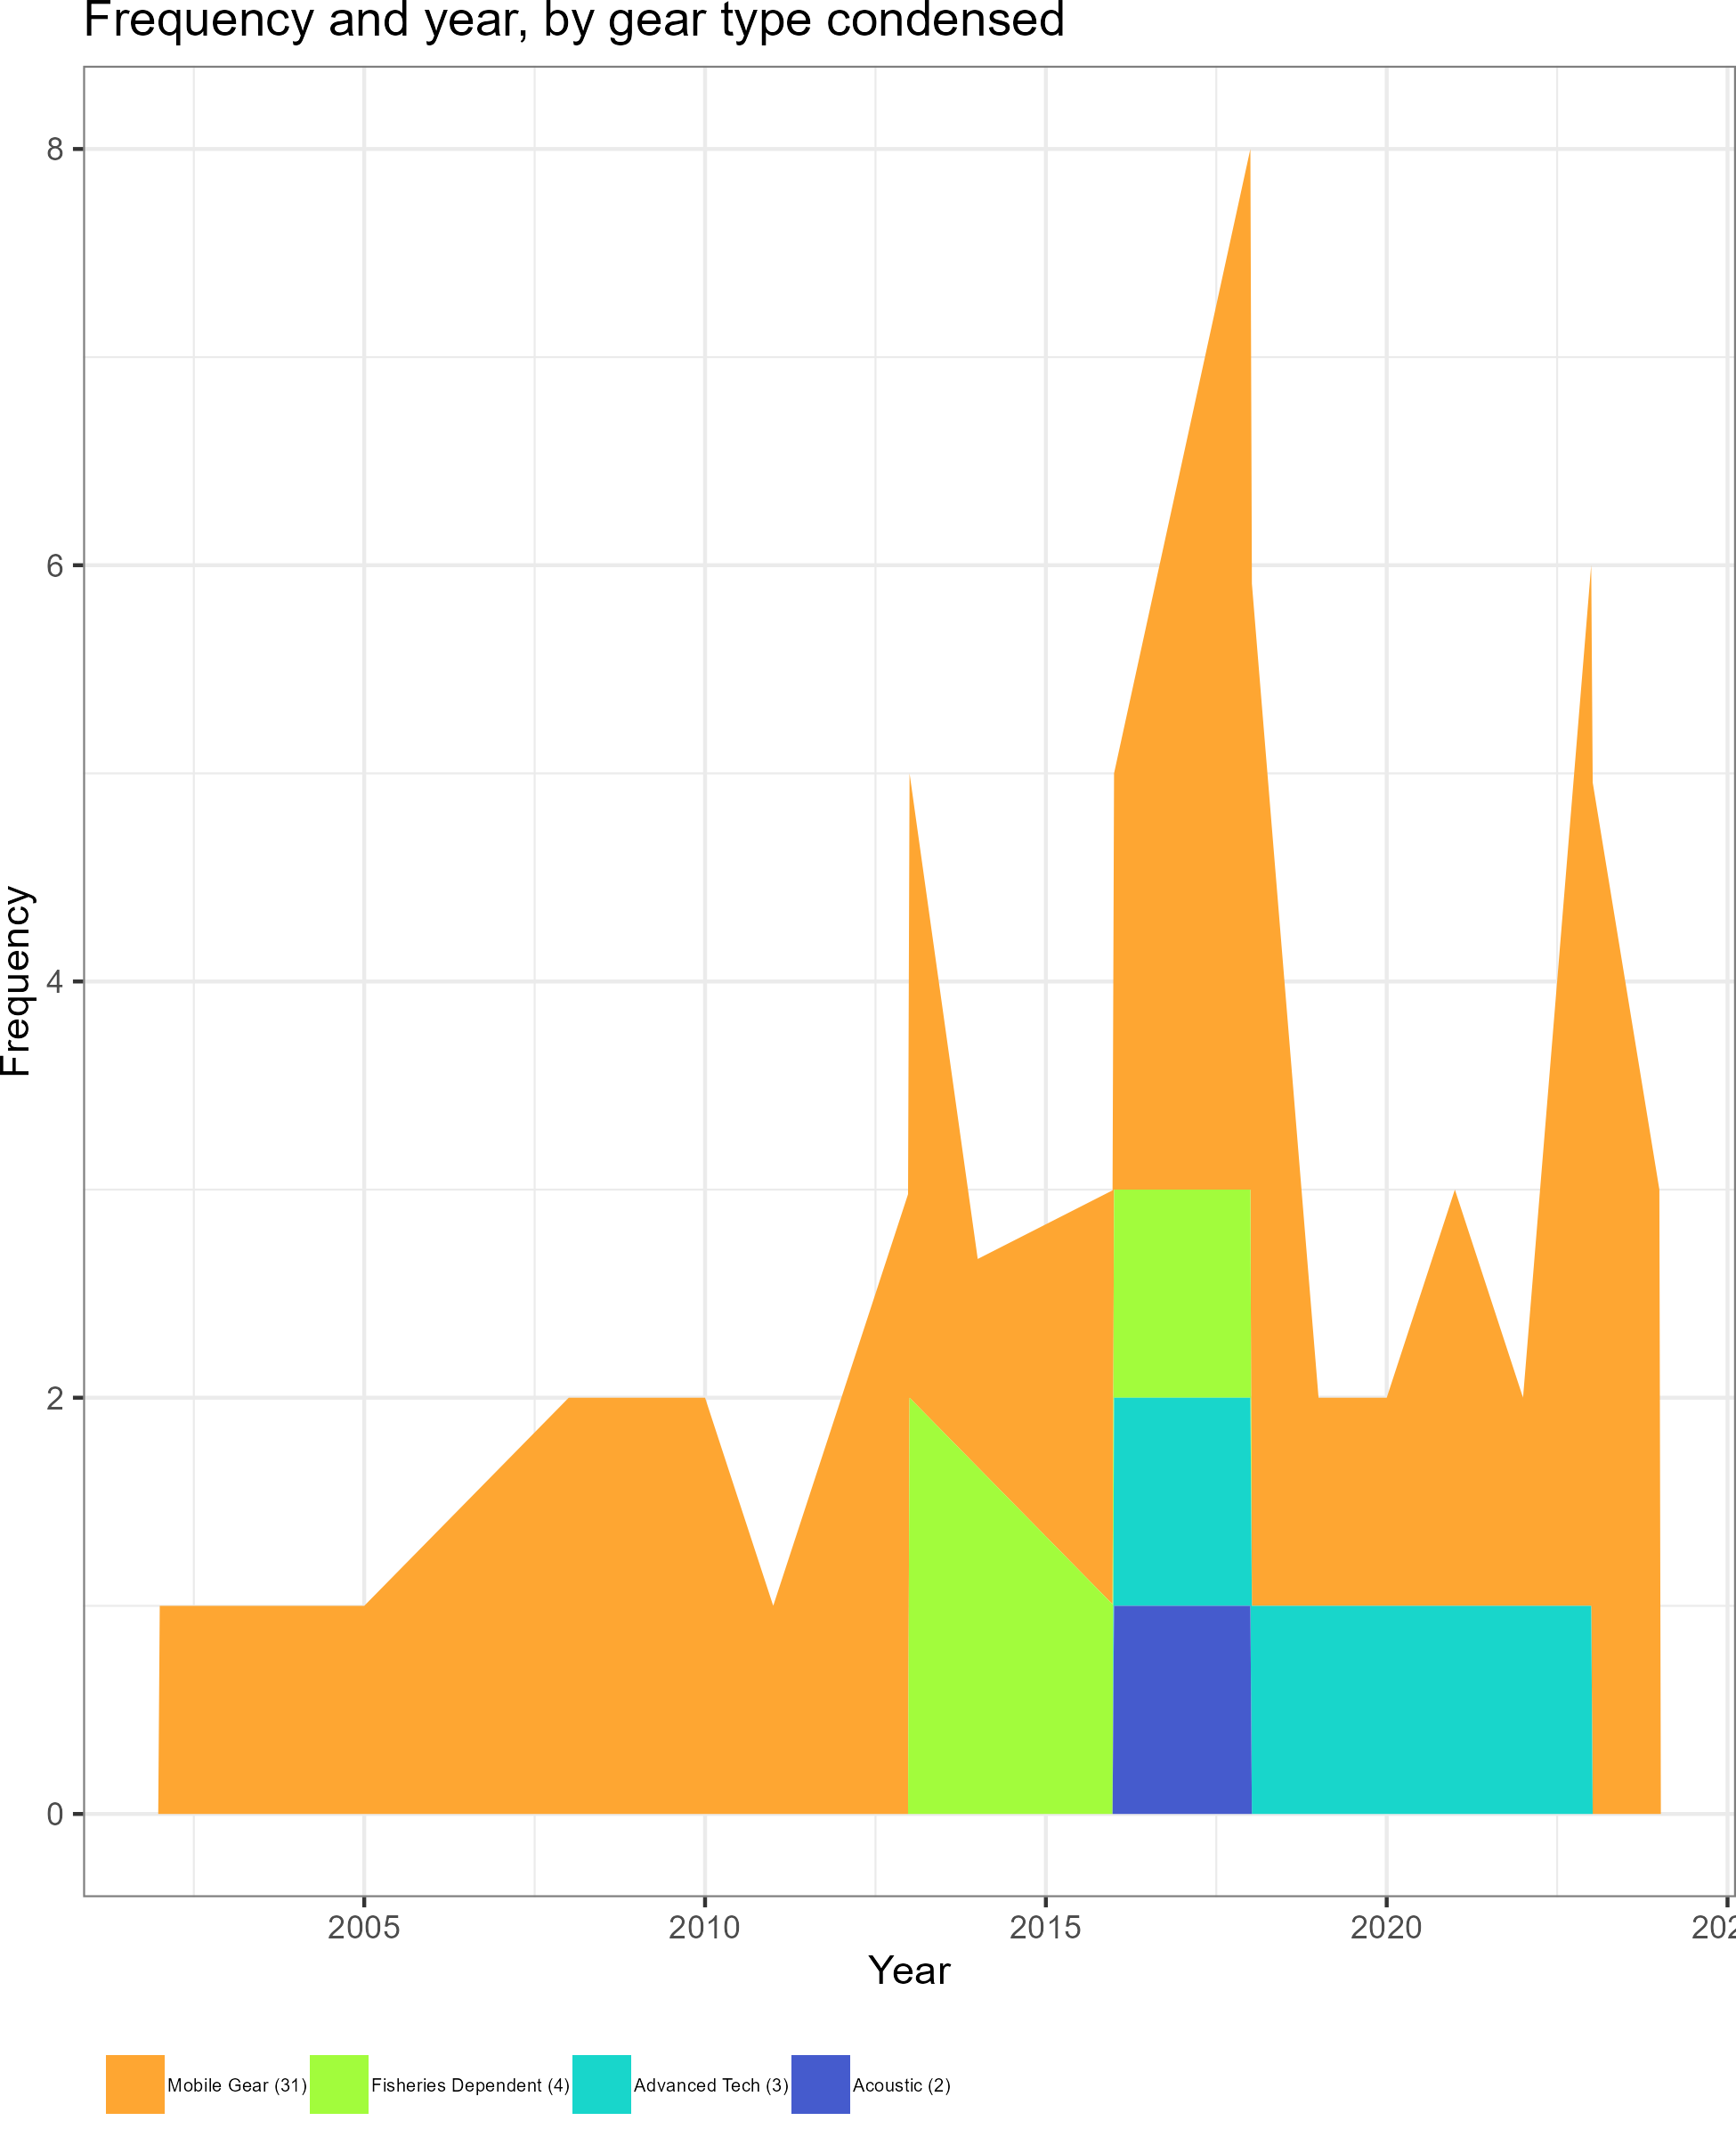 Frequency and year, by gear type condensed
8
6
4
2
0
Frequency
2005 2010 2015 2020 202
Year
Mobile Gear (31) Fisheries Dependent (4) Advanced Tech (3) Acoustic (2)